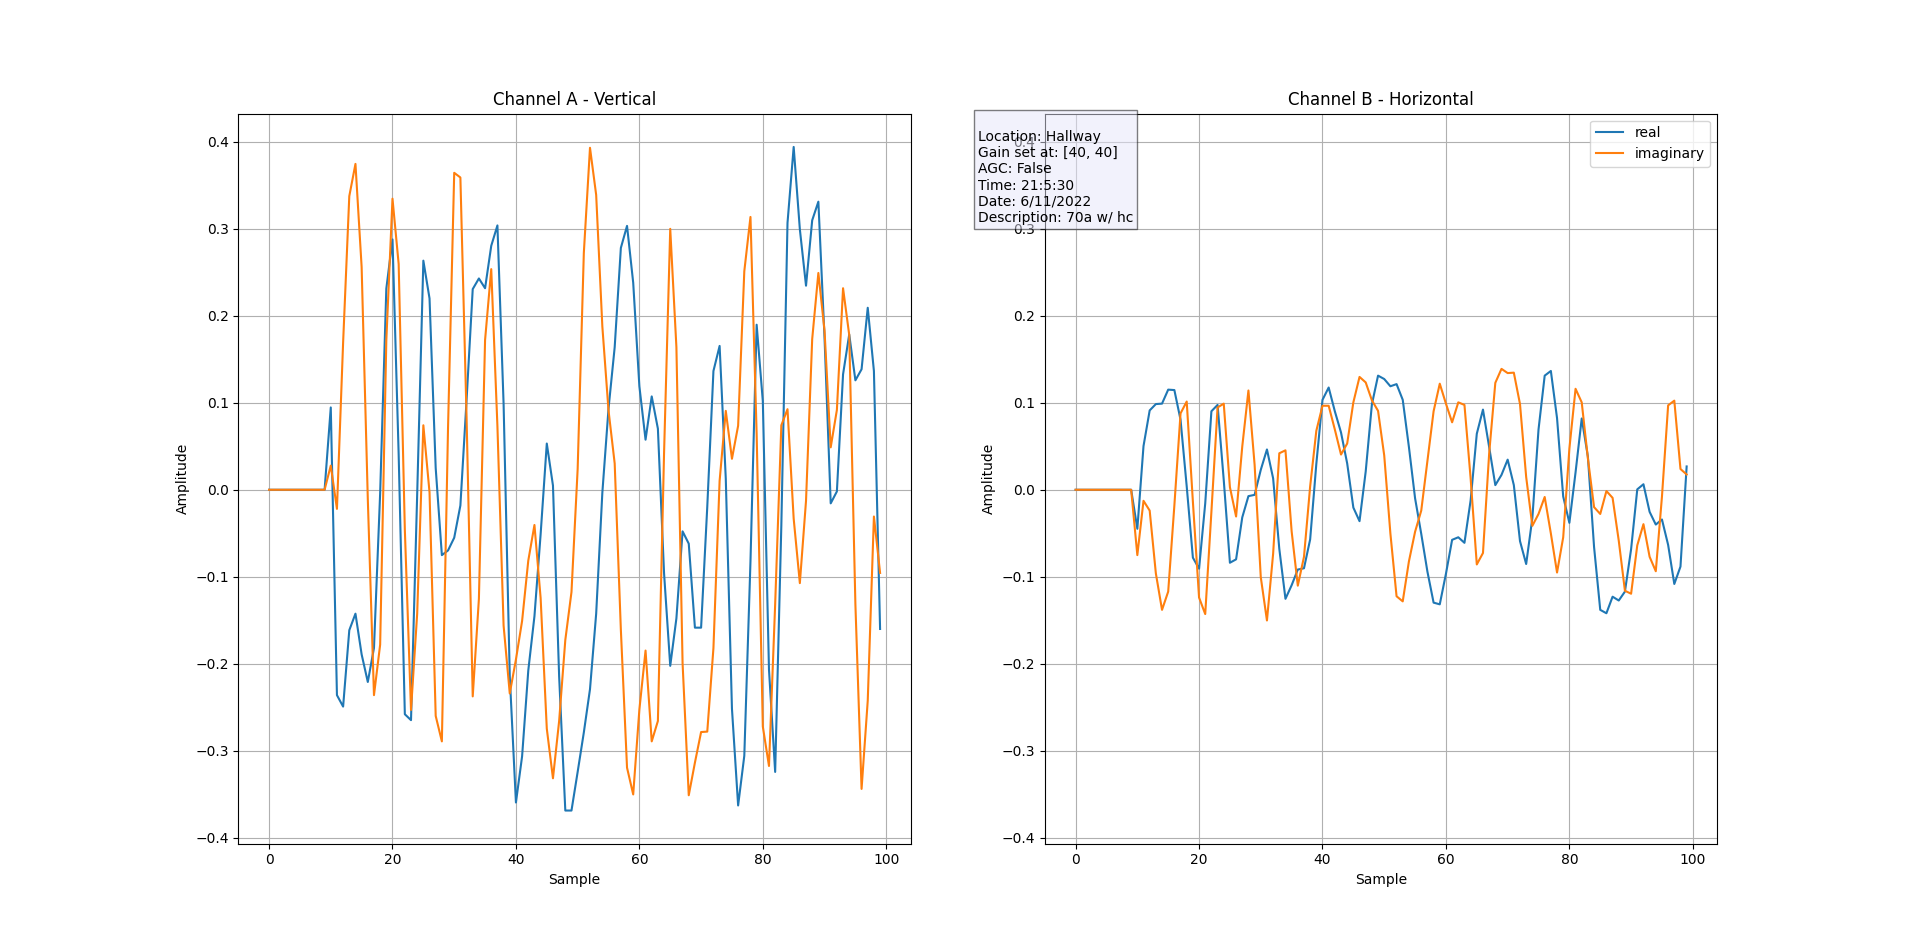 Channel A - Vertical
Amplitude
0.4
0.3
0.2
0.1
0.0
−0.1
−0.2
−0.3
−0.4
0
20
40
60
80
100
Sample
Channel B - Horizontal
Location: Hallway
Gain set at: [40, 40]
AGC: False
Time: 21:5:30
Date: 6/11/2022
Description: 70a w/ hc
real
imaginary
Amplitude
0.4
0.3
0.2
0.1
0.0
−0.1
−0.2
−0.3
−0.4
0
20
40
60
80
100
Sample